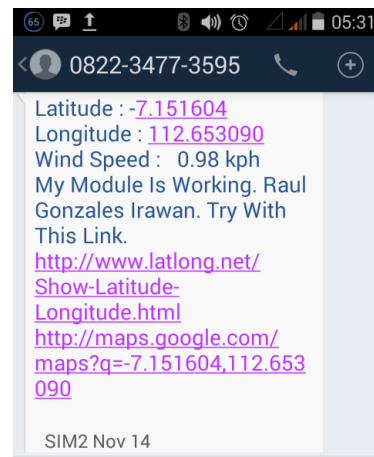 65
05:31
0822-3477-3595
Latitude : -7.151604
Longitude : 112.653090
Wind Speed :   0.98 kph
My Module Is Working. Raul
Gonzales Irawan. Try With
This Link.
http://www.latlong.net/
Show-Latitude-
Longitude.html
http://maps.google.com/
maps?q=-7.151604,112.653
090
SIM2 Nov 14